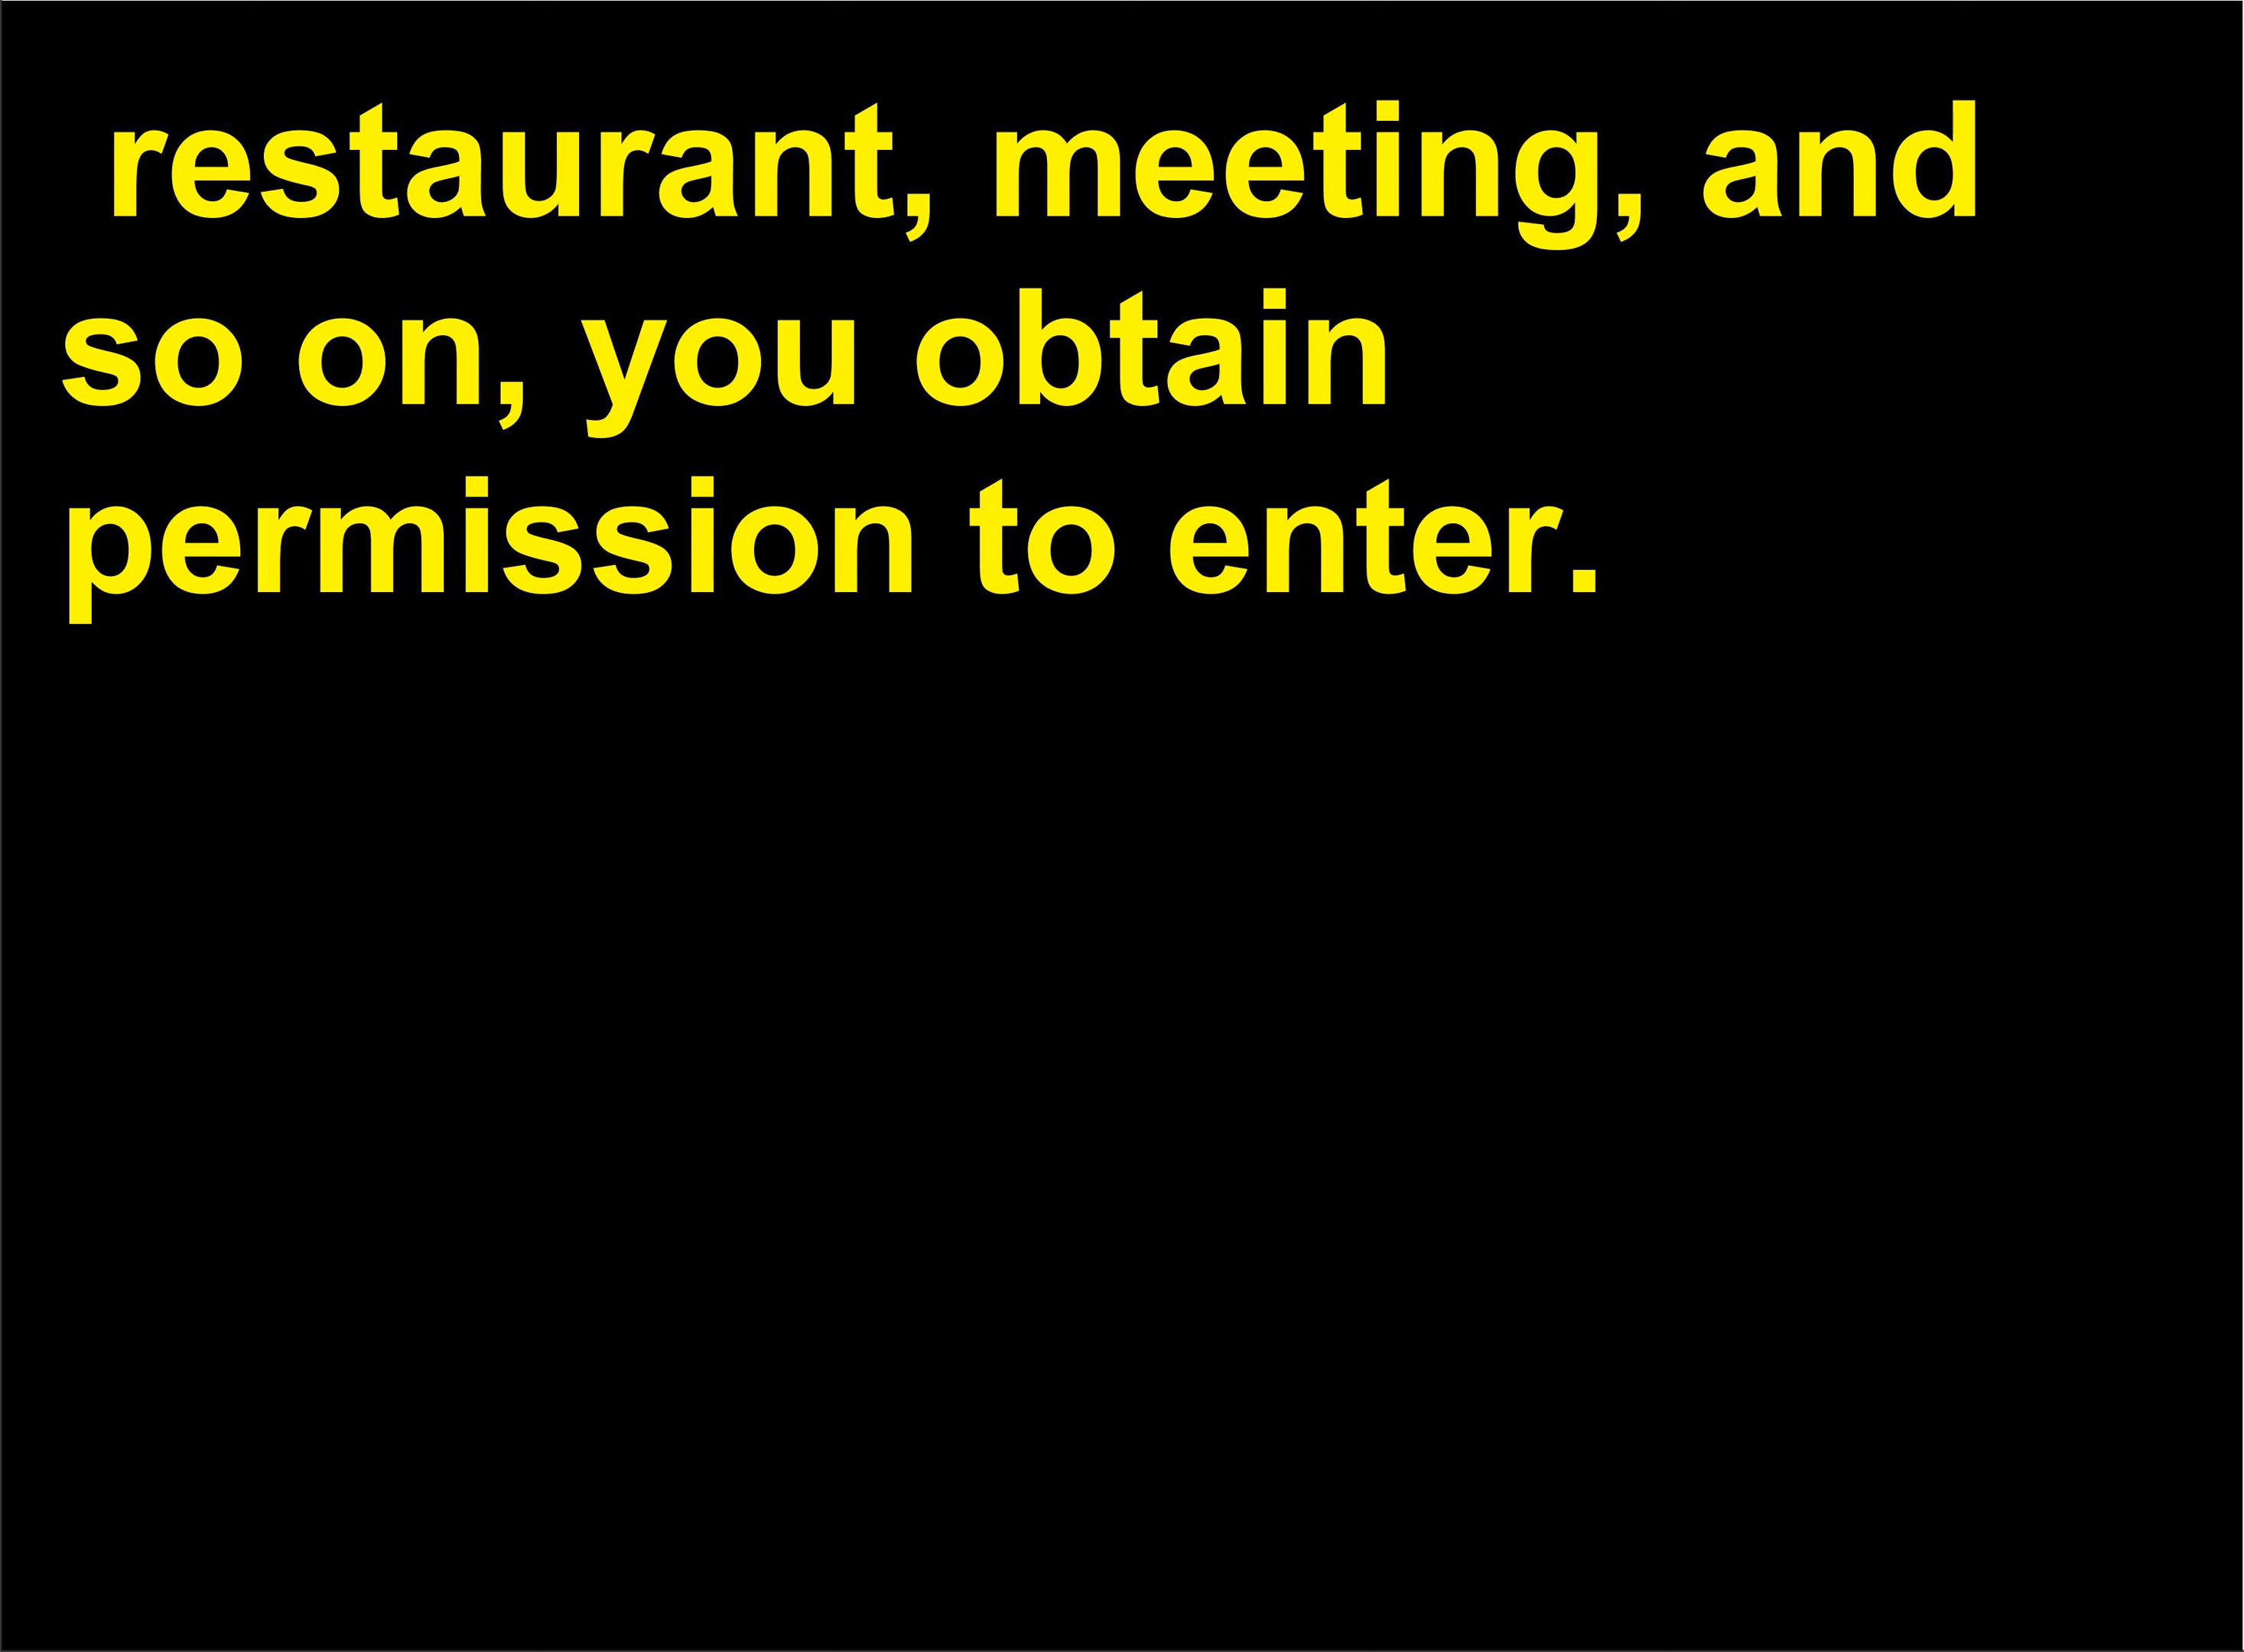 restaurant, meeting, and
so on, you obtain
permission to enter.